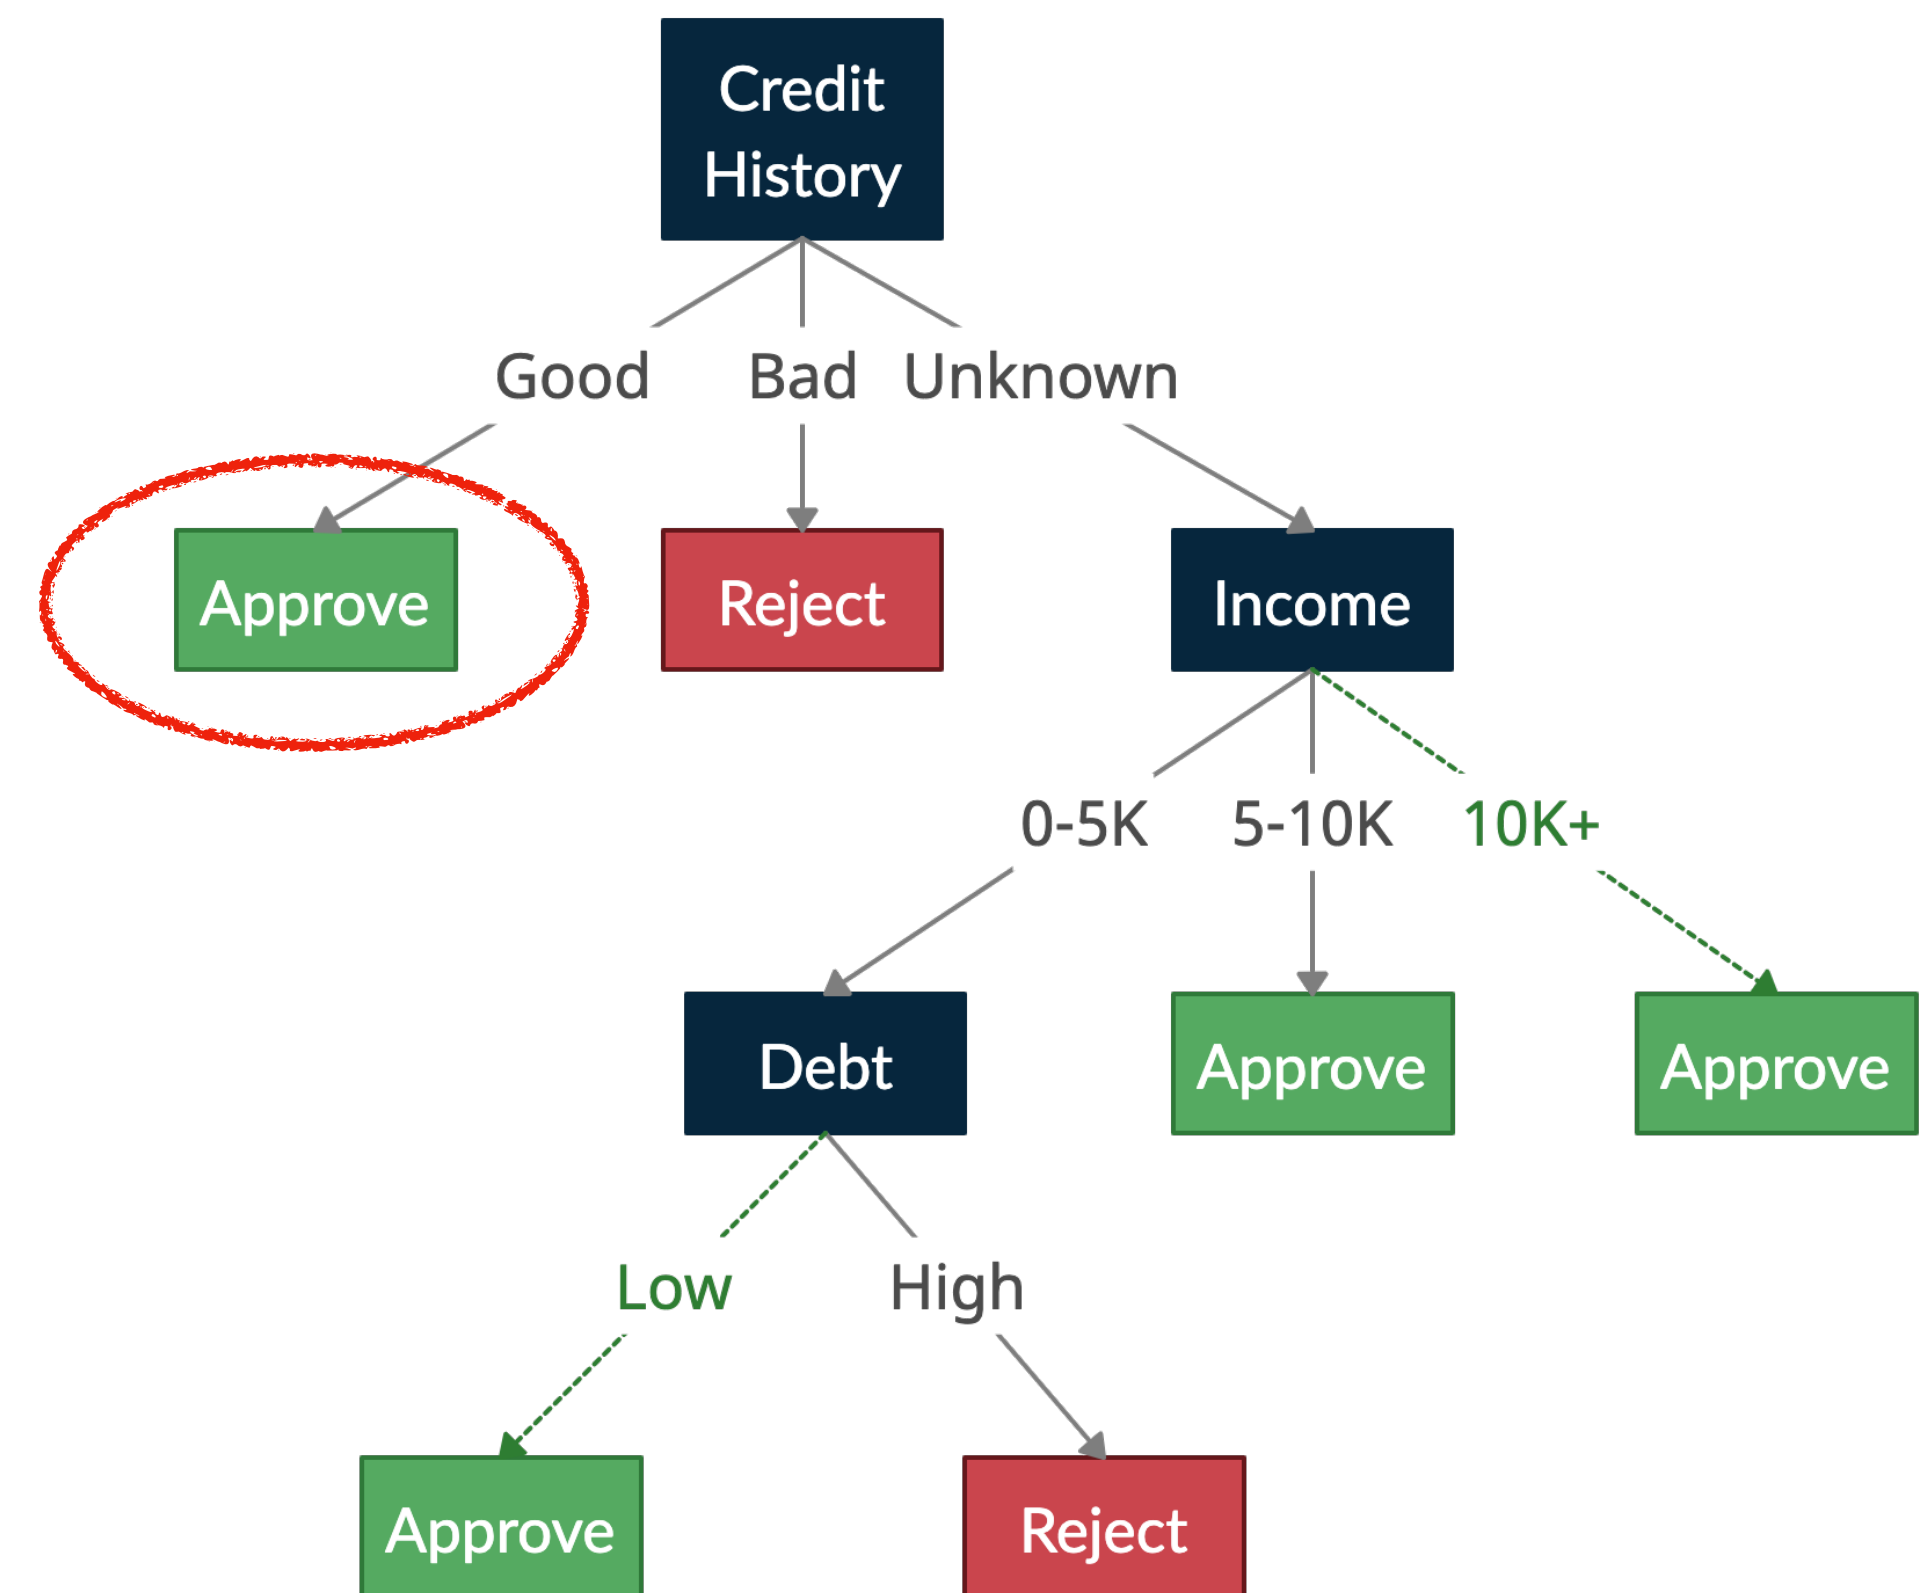 Credit
History
Good
Bad
Unknown
Approve
Reject
Income
0-5K
5-10K
10K+
Debt
Approve
Approve
Low
High
Approve
Reject